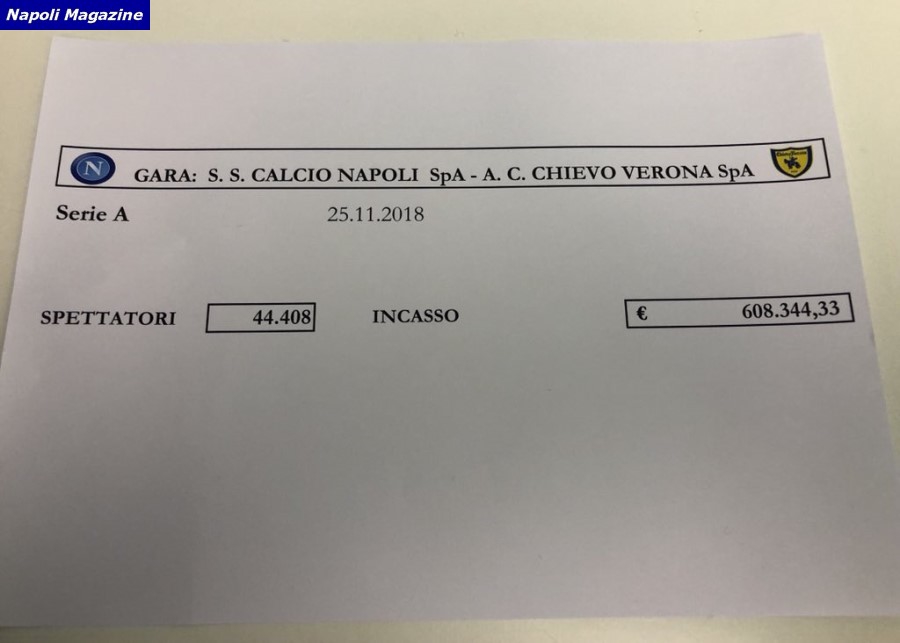 Napoli Magazine
GARA: S. S. CALCIO NAPOLI SpA - A. C. CHIEVO VERONA SpA
N
Serie A 25.11.2018
SPETTATORI 44.408 INCASSO € 608.344,33